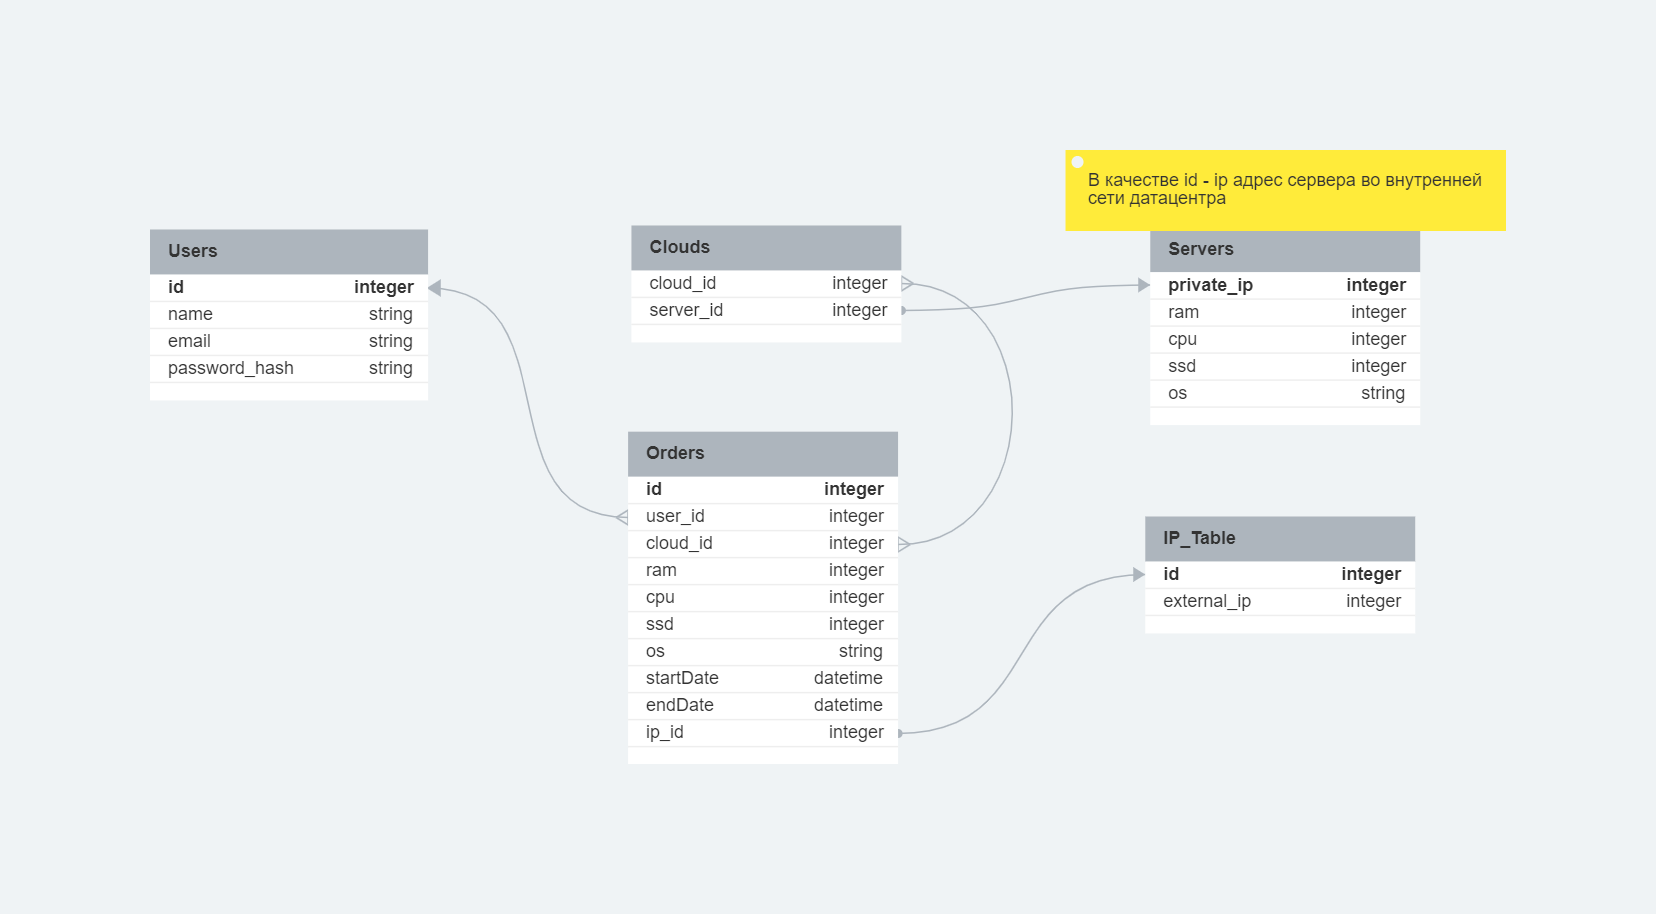 В качестве id - ip адрес сервера во внутренней
сети датацентра
Users
id integer
name string
email string
password_hash string
Clouds
cloud_id integer
server_id integer
Servers
private_ip integer
ram integer
cpu integer
ssd integer
os string
Orders
id integer
user_id integer
cloud_id integer
ram integer
cpu integer
ssd integer
os string
startDate datetime
endDate datetime
ip_id integer
IP_Table
id integer
external_ip integer